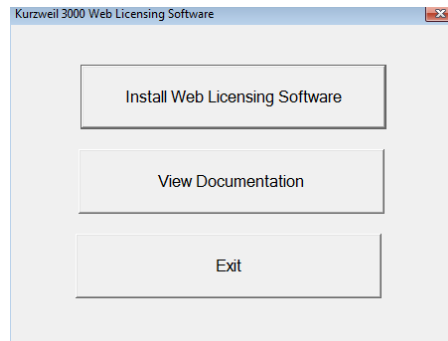 Kurzweil 3000 Web Licensing Software
Install Web Licensing Software
View Documentation
Exit